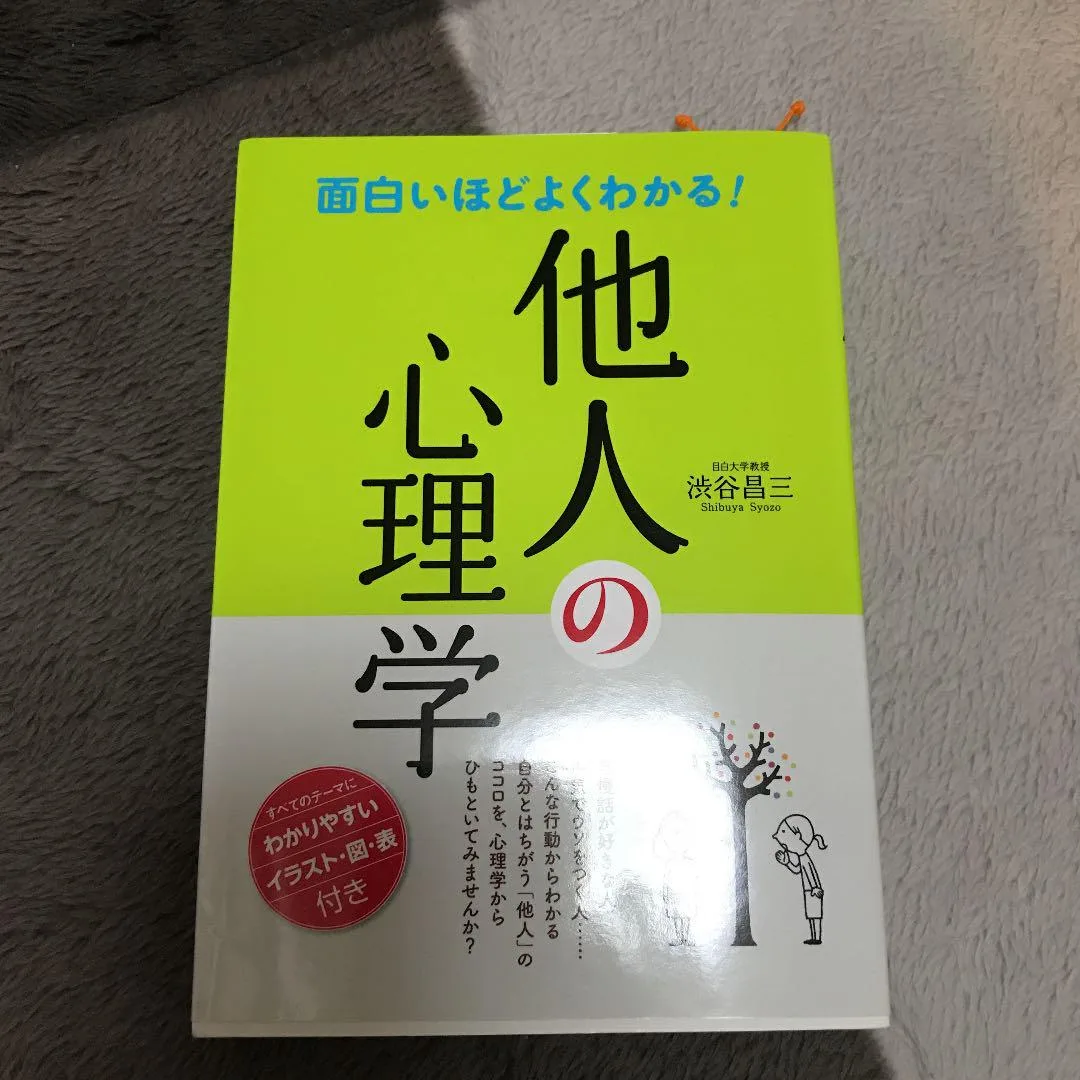 面白いほどよくわかる!
他人の
心理学
目白大学教授
渋谷昌三
Shibuya Syozo
話が好き
ウソをつく人……
んな行動からわかる
自分とはちがう「他人」の
ココロを、心理学から
ひもといてみませんか?
すべてのテーマに
わかりやすい
イラスト・図・表
付き